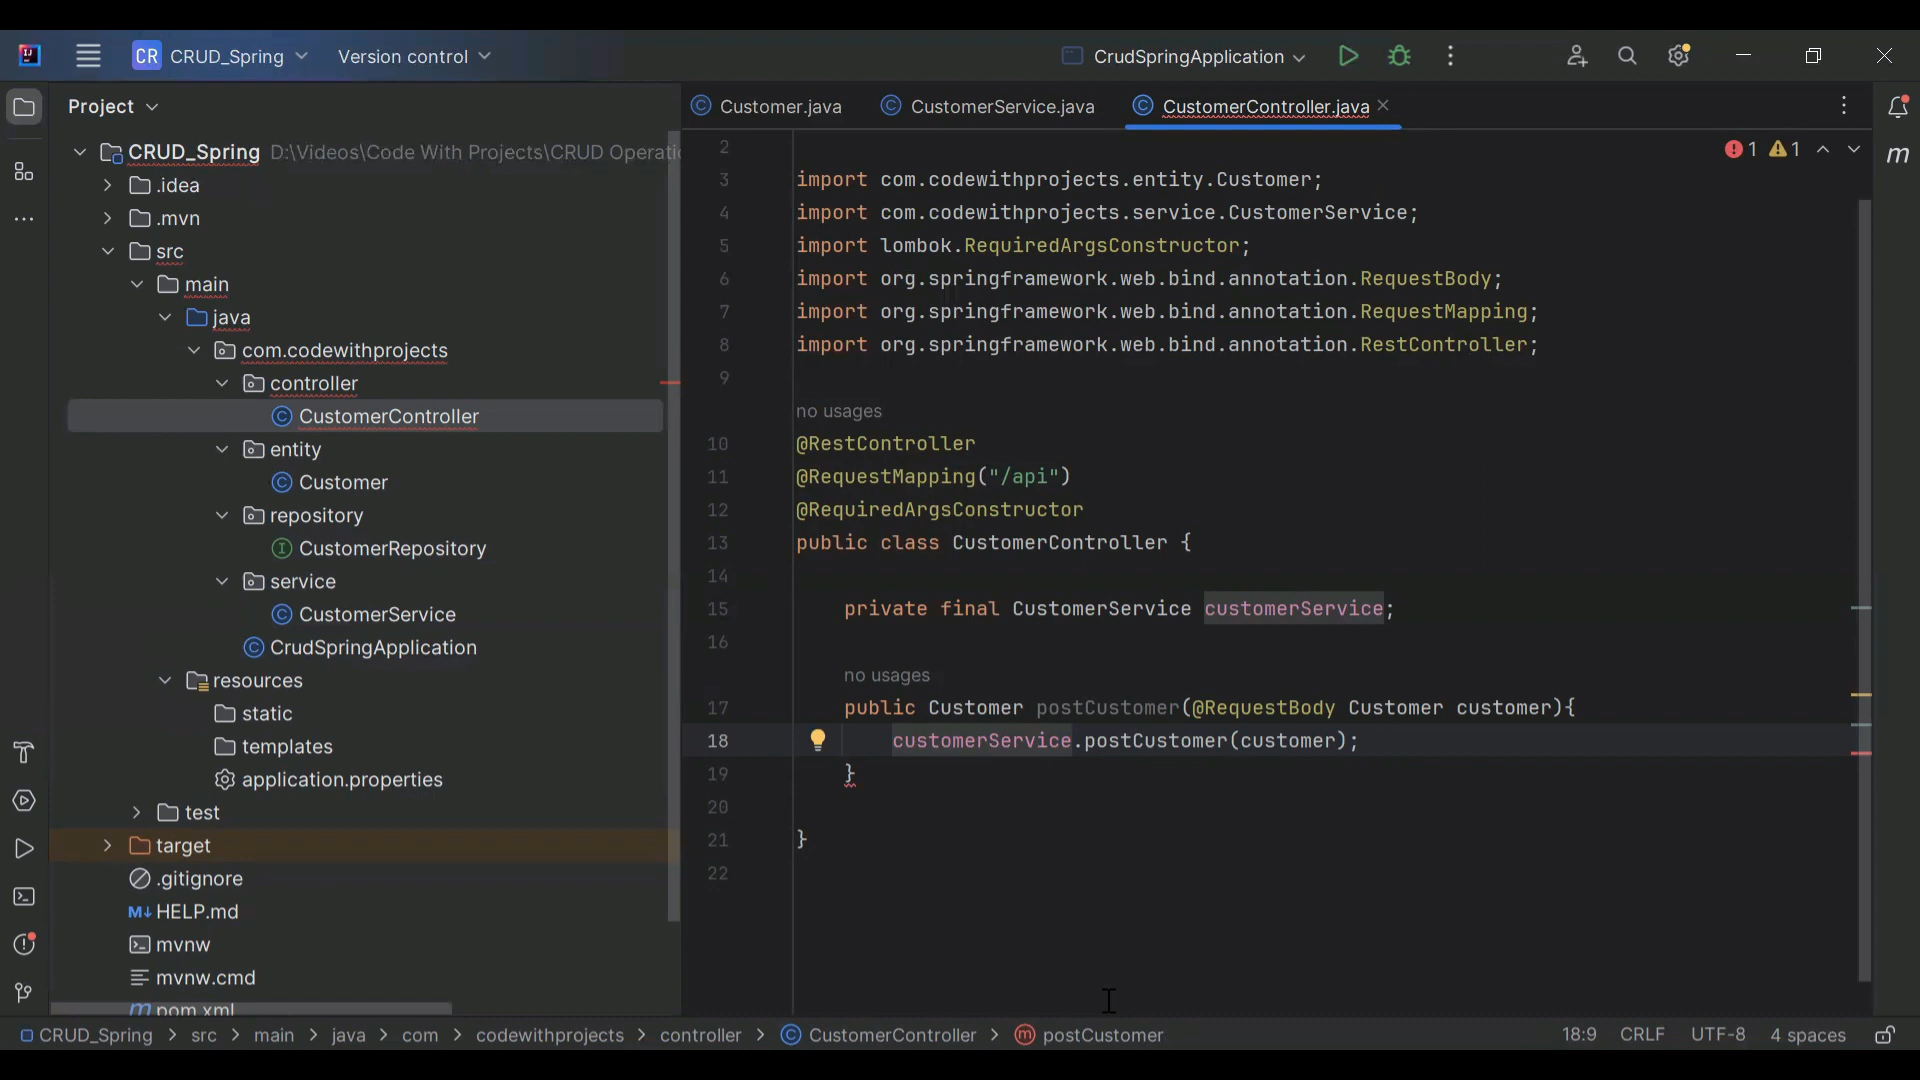 CR CRUD_Spring Version control CrudSpringApplication
Project
Customer.java CustomerService.java CustomerController.java
CRUD_Spring D:\Videos\Code With Projects\CRUD Operatio
.idea
.mvn
src
main
java
com.codewithprojects
controller
CustomerController
entity
Customer
repository
CustomerRepository
service
CustomerService
CrudSpringApplication
resources
static
templates
application.properties
test
target
.gitignore
HELP.md
mvnw
mvnw.cmd
pom.xml
1 1
2
3 import com.codewithprojects.entity.Customer;
4 import com.codewithprojects.service.CustomerService;
5 import lombok.RequiredArgsConstructor;
6 import org.springframework.web.bind.annotation.RequestBody;
7 import org.springframework.web.bind.annotation.RequestMapping;
8 import org.springframework.web.bind.annotation.RestController;
9
no usages
10 @RestController
11 @RequestMapping("/api")
12 @RequiredArgsConstructor
13 public class CustomerController {
14
15 private final CustomerService customerService;
16
no usages
17 public Customer postCustomer(@RequestBody Customer customer){
18 customerService.postCustomer(customer);
19 }
20
21 }
22
CRUD_Spring > src > main > java > com > codewithprojects > controller > CustomerController > postCustomer 18:9 CRLF UTF-8 4 spaces